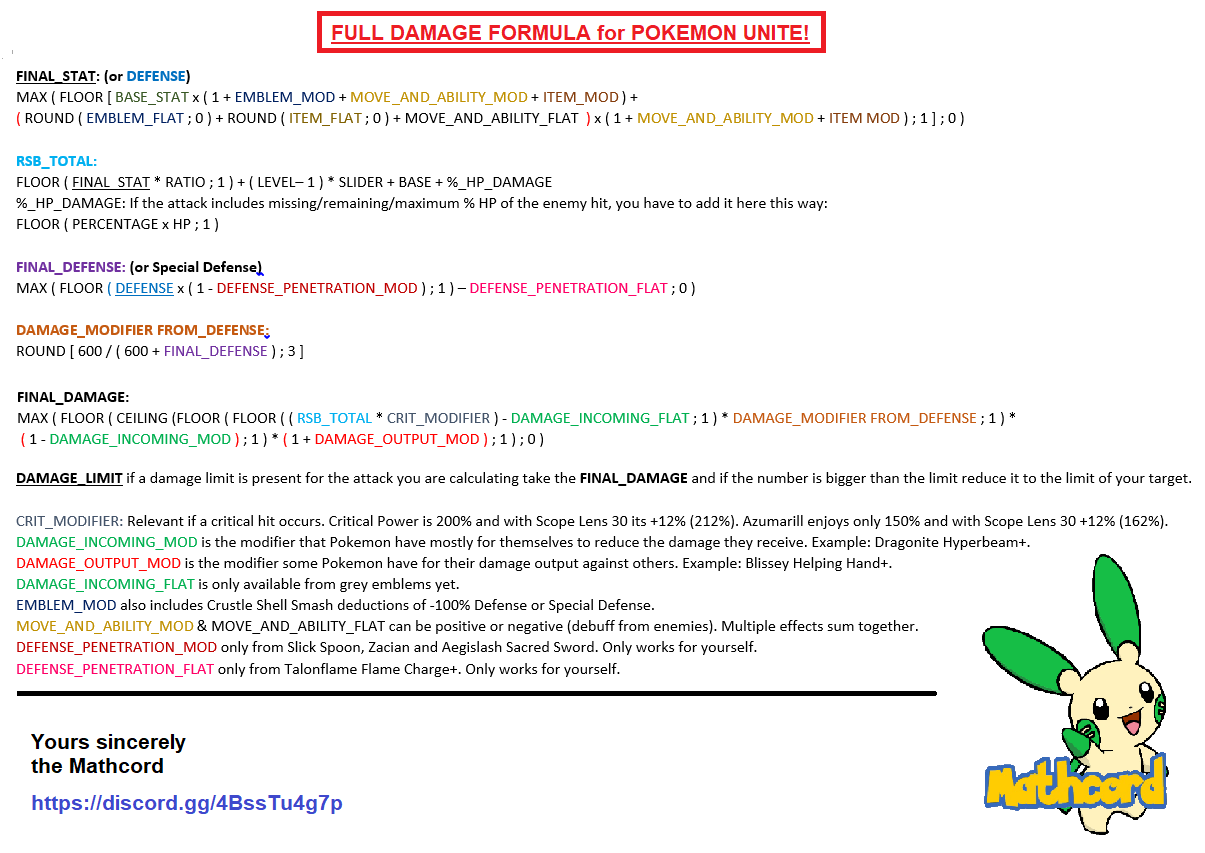 FULL DAMAGE FORMULA for POKEMON UNITE!
FINAL_STAT: (or DEFENSE)
MAX ( FLOOR [ BASE_STAT x ( 1 + EMBLEM_MOD + MOVE_AND_ABILITY_MOD + ITEM_MOD ) +
( ROUND ( EMBLEM_FLAT ; 0 ) + ROUND ( ITEM_FLAT ; 0 ) + MOVE_AND_ABILITY_FLAT ) x ( 1 + MOVE_AND_ABILITY_MOD + ITEM MOD ) ; 1 ] ; 0 )
RSB_TOTAL:
FLOOR ( FINAL_STAT * RATIO ; 1 ) + ( LEVEL– 1 ) * SLIDER + BASE + %_HP_DAMAGE
%_HP_DAMAGE: If the attack includes missing/remaining/maximum % HP of the enemy hit, you have to add it here this way:
FLOOR ( PERCENTAGE x HP ; 1 )
FINAL_DEFENSE: (or Special Defense)
MAX ( FLOOR ( DEFENSE x ( 1 - DEFENSE_PENETRATION_MOD ) ; 1 ) – DEFENSE_PENETRATION_FLAT ; 0 )
DAMAGE_MODIFIER FROM_DEFENSE:
ROUND [ 600 / ( 600 + FINAL_DEFENSE ) ; 3 ]
FINAL_DAMAGE:
MAX ( FLOOR ( CEILING (FLOOR ( FLOOR ( ( RSB_TOTAL * CRIT_MODIFIER ) - DAMAGE_INCOMING_FLAT ; 1 ) * DAMAGE_MODIFIER FROM_DEFENSE ; 1 ) *
( 1 - DAMAGE_INCOMING_MOD ) ; 1 ) * ( 1 + DAMAGE_OUTPUT_MOD ) ; 1 ) ; 0 )
DAMAGE_LIMIT if a damage limit is present for the attack you are calculating take the FINAL_DAMAGE and if the number is bigger than the limit reduce it to the limit of your target.
CRIT_MODIFIER: Relevant if a critical hit occurs. Critical Power is 200% and with Scope Lens 30 its +12% (212%). Azumarill enjoys only 150% and with Scope Lens 30 +12% (162%).
DAMAGE_INCOMING_MOD is the modifier that Pokemon have mostly for themselves to reduce the damage they receive. Example: Dragonite Hyperbeam+.
DAMAGE_OUTPUT_MOD is the modifier some Pokemon have for their damage output against others. Example: Blissey Helping Hand+.
DAMAGE_INCOMING_FLAT is only available from grey emblems yet.
EMBLEM_MOD also includes Crustle Shell Smash deductions of -100% Defense or Special Defense.
MOVE_AND_ABILITY_MOD & MOVE_AND_ABILITY_FLAT can be positive or negative (debuff from enemies). Multiple effects sum together.
DEFENSE_PENETRATION_MOD only from Slick Spoon, Zacian and Aegislash Sacred Sword. Only works for yourself.
DEFENSE_PENETRATION_FLAT only from Talonflame Flame Charge+. Only works for yourself.
Yours sincerely
the Mathcord
https://discord.gg/4BssTu4g7p
Mathcord